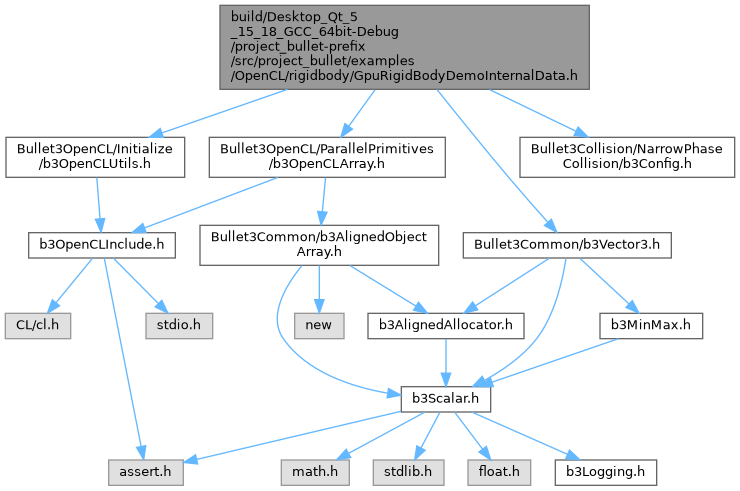 build/Desktop_Qt_5
_15_18_GCC_64bit-Debug
/project_bullet-prefix
/src/project_bullet/examples
/OpenCL/rigidbody/GpuRigidBodyDemoInternalData.h
Bullet3OpenCL/Initialize
/b3OpenCLUtils.h
Bullet3OpenCL/ParallelPrimitives
/b3OpenCLArray.h
Bullet3Collision/NarrowPhase
Collision/b3Config.h
b3OpenCLInclude.h
Bullet3Common/b3AlignedObject
Array.h
Bullet3Common/b3Vector3.h
CL/cl.h
stdio.h
new
b3AlignedAllocator.h
b3MinMax.h
b3Scalar.h
assert.h
math.h
stdlib.h
float.h
b3Logging.h